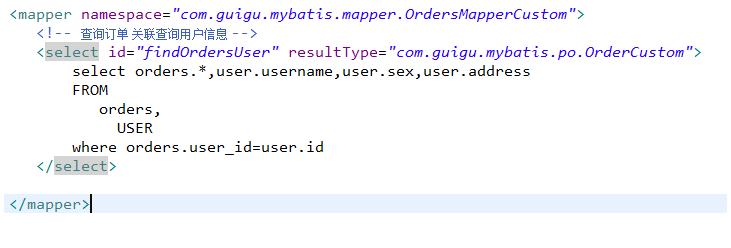 <mapper namespace="com.guigu.mybatis.mapper.OrdersMapperCustom">
<!-- 查询订单 关联查询用户信息 -->
<select id="findOrdersUser" resultType="com.guigu.mybatis.po.OrderCustom">
select orders.*,user.username,user.sex,user.address
FROM
orders,
USER
where orders.user_id=user.id
</select>
</mapper>